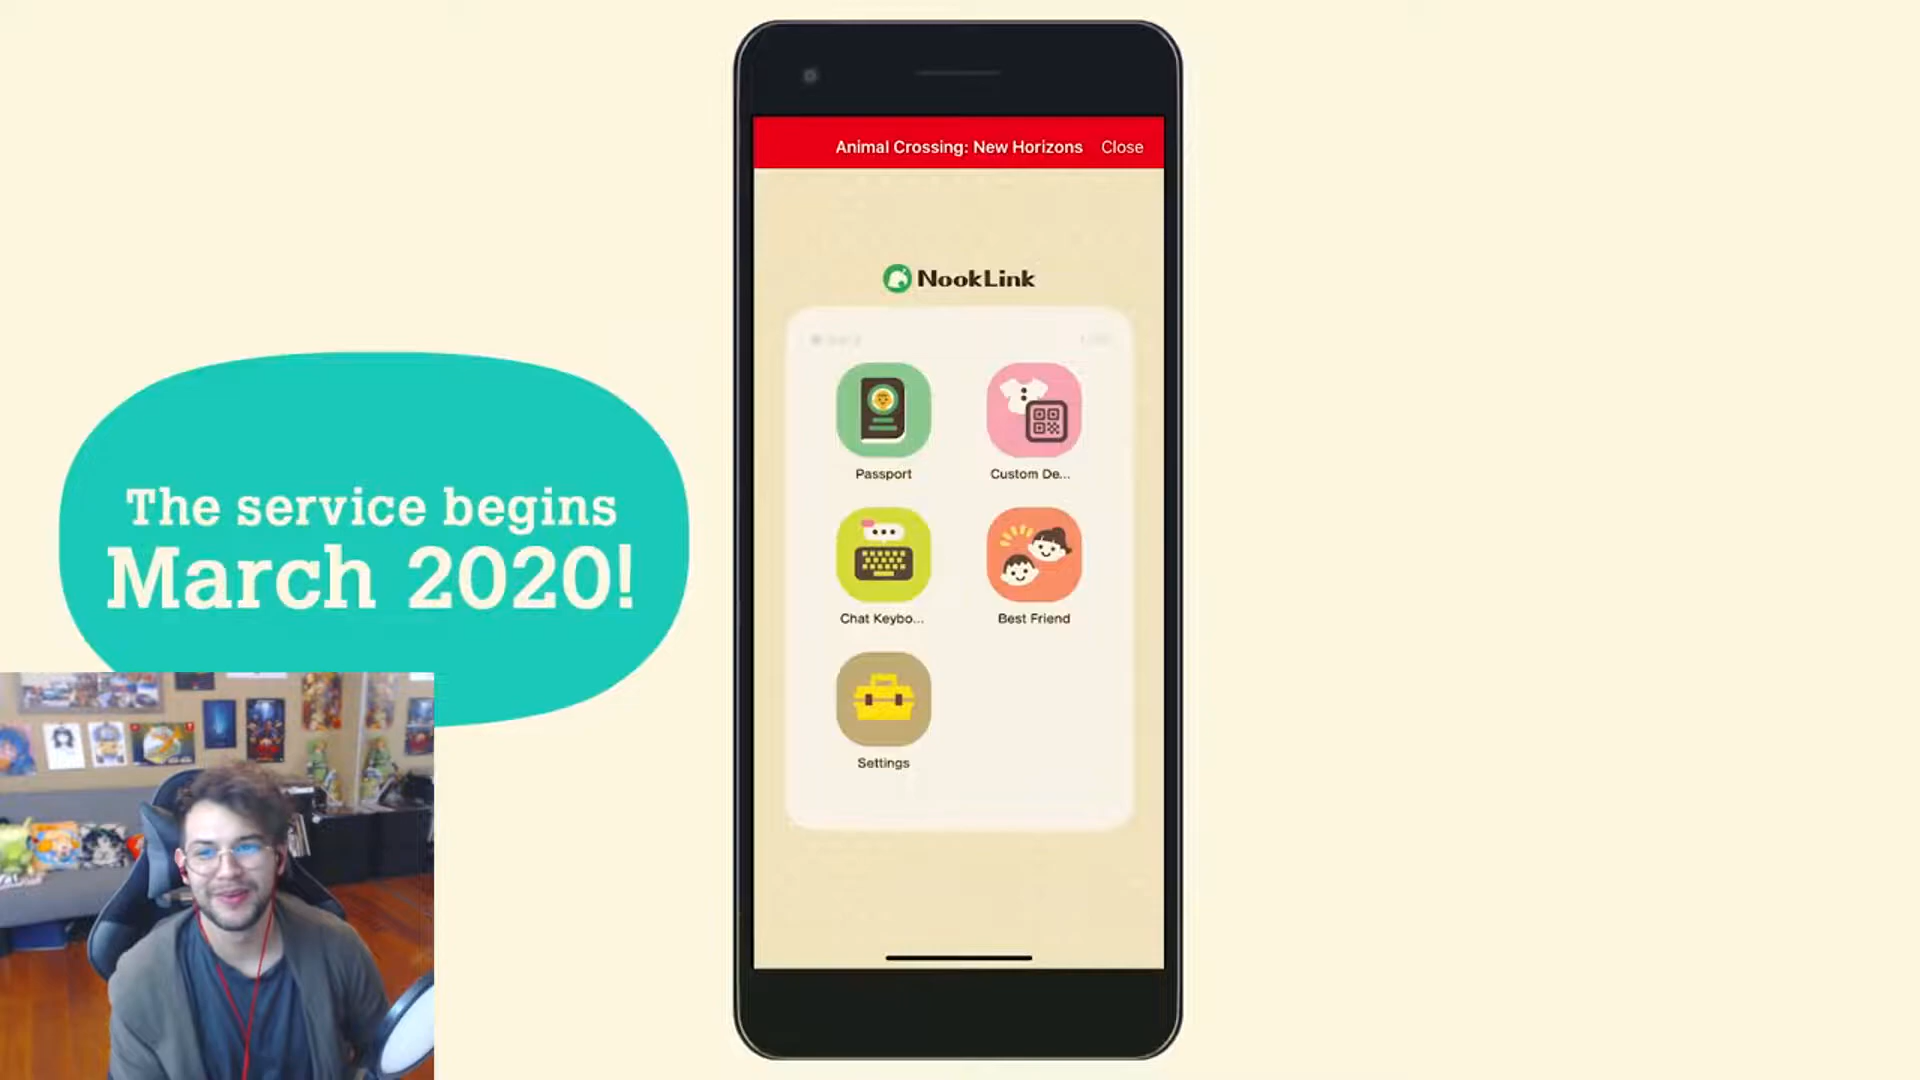 Animal Crossing: New Horizons Close
NookLink
Passport
Custom De...
Chat Keybo...
Best Friend
Settings
The service begins
March 2020!